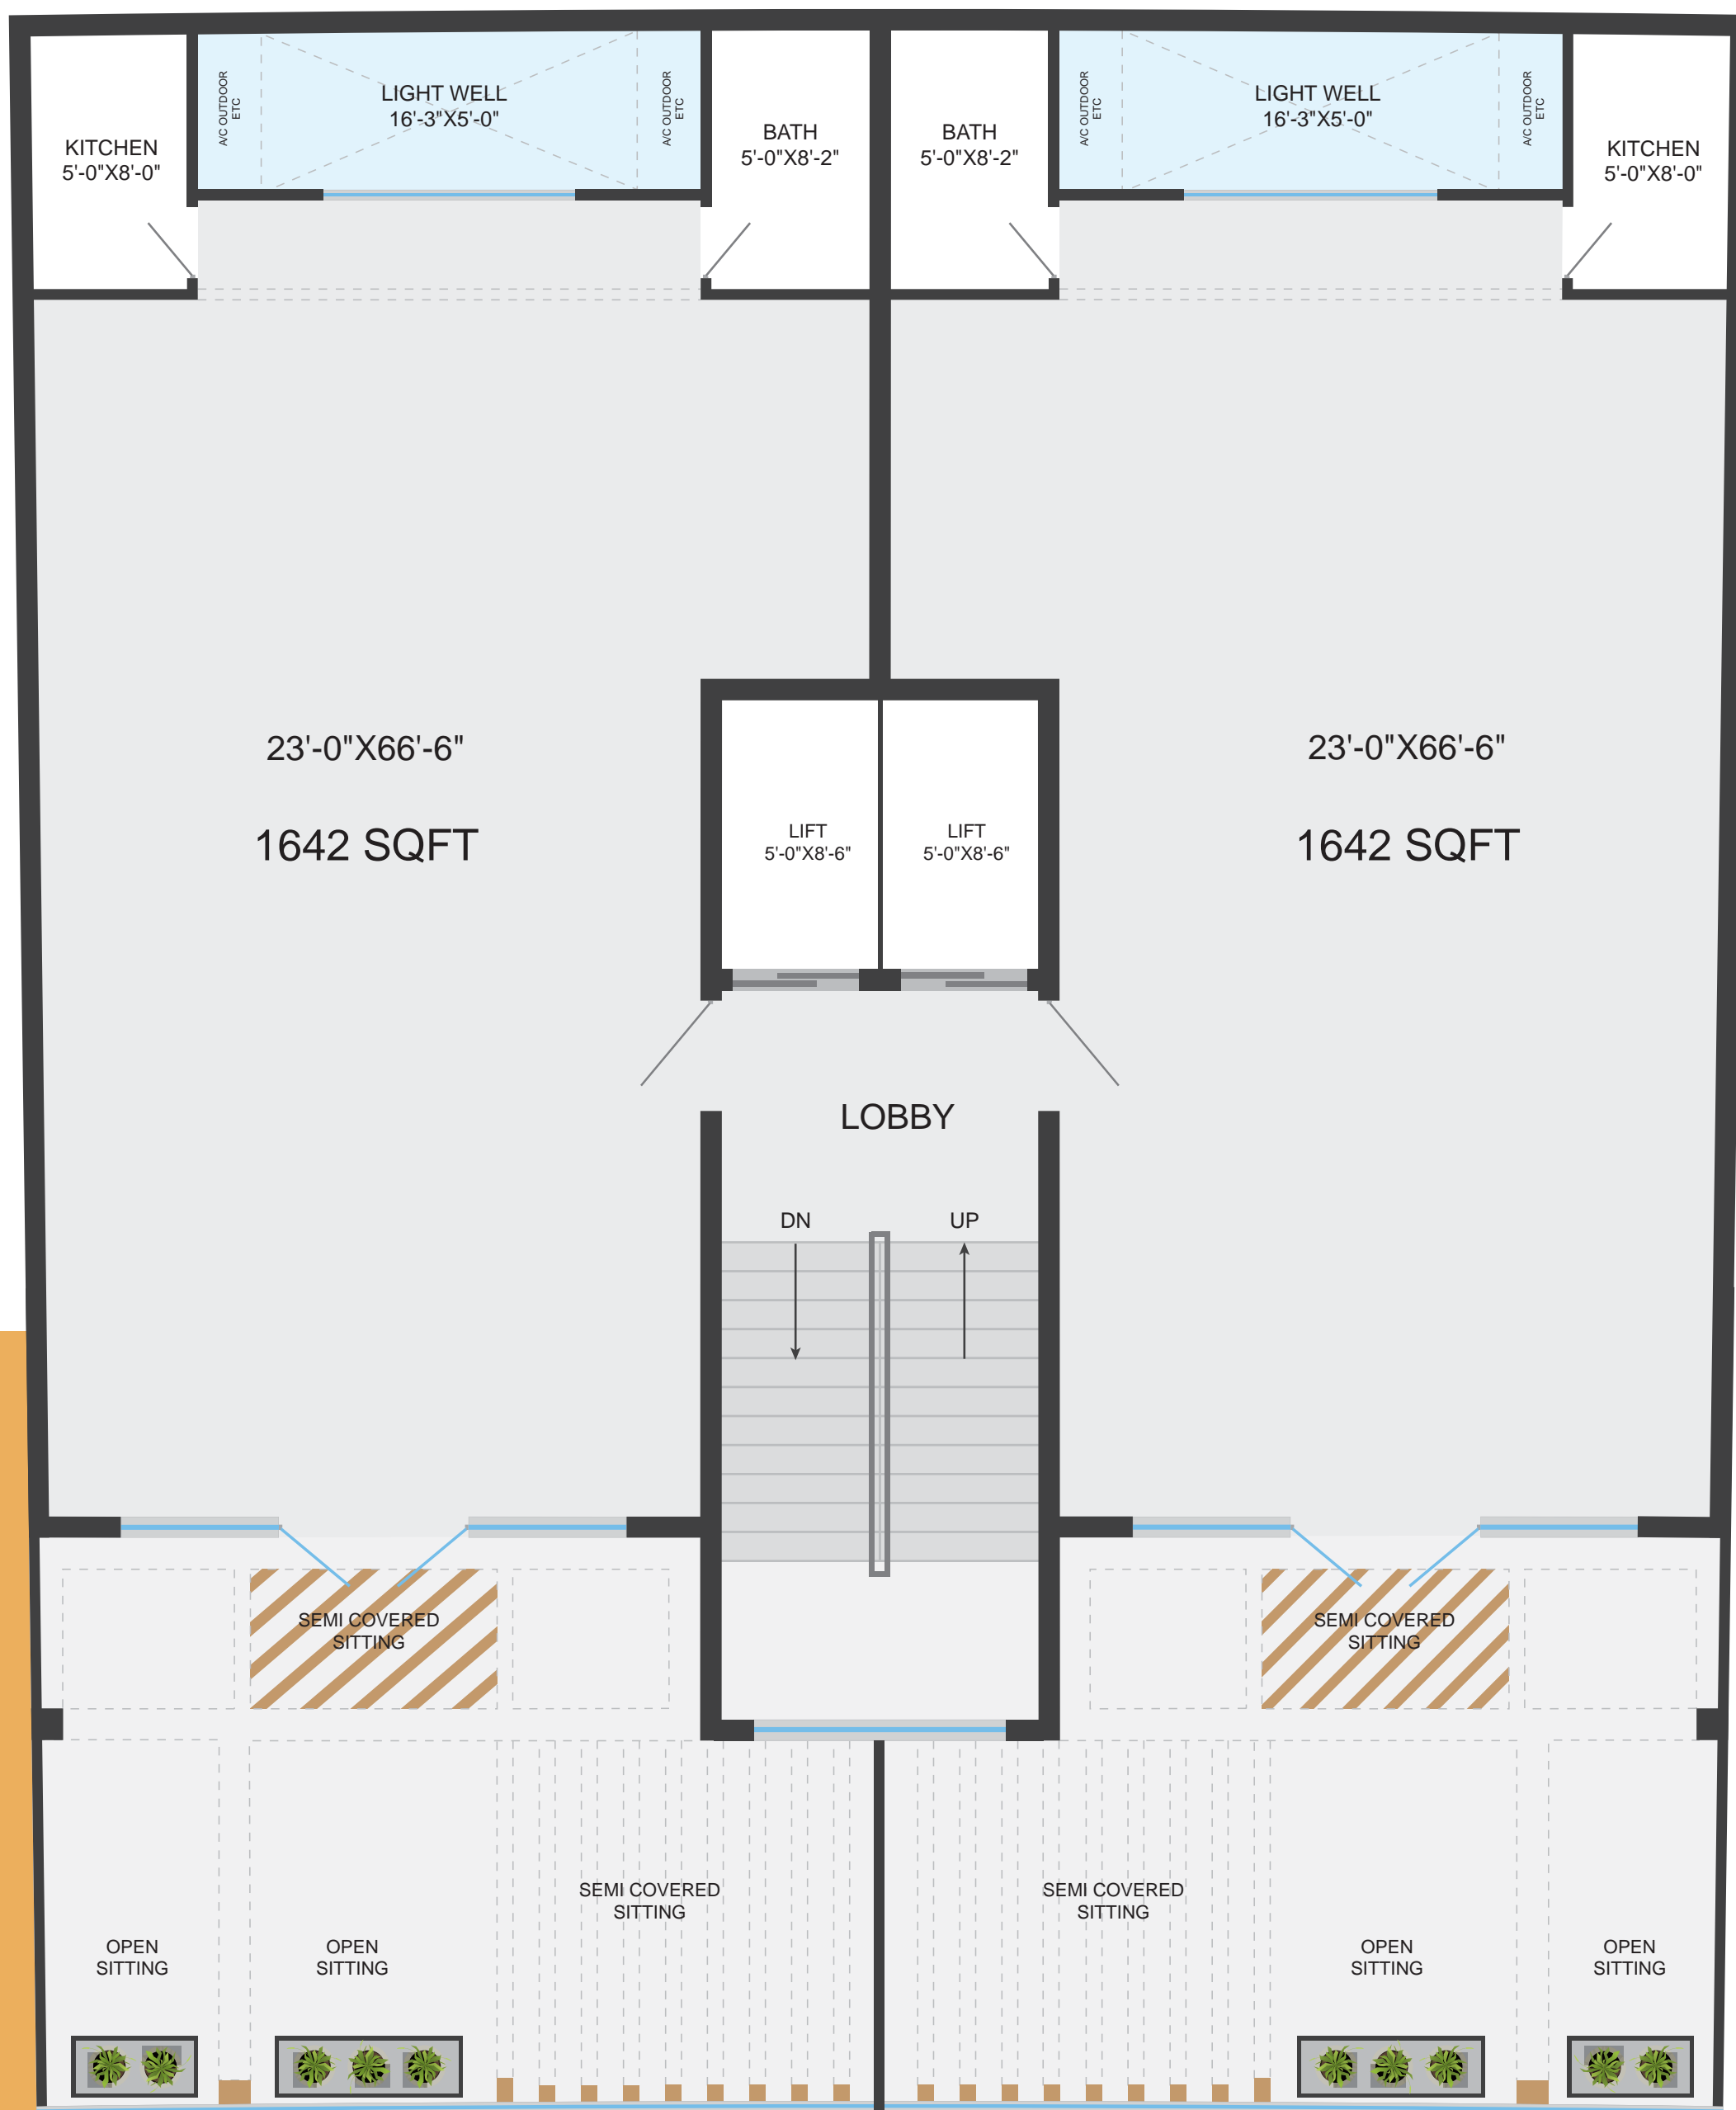 KITCHEN
5'-0"X8'-0"
A/C OUTDOOR
ETC
LIGHT WELL
16'-3"X5'-0"
A/C OUTDOOR
ETC
BATH
5'-0"X8'-2"
BATH
5'-0"X8'-2"
A/C OUTDOOR
ETC
LIGHT WELL
16'-3"X5'-0"
A/C OUTDOOR
ETC
KITCHEN
5'-0"X8'-0"
23'-0"X66'-6"
1642 SQFT
LIFT
5'-0"X8'-6"
LIFT
5'-0"X8'-6"
23'-0"X66'-6"
1642 SQFT
LOBBY
DN
UP
SEMI COVERED
SITTING
SEMI COVERED
SITTING
SEMI COVERED
SITTING
SEMI COVERED
SITTING
OPEN
SITTING
OPEN
SITTING
OPEN
SITTING
OPEN
SITTING